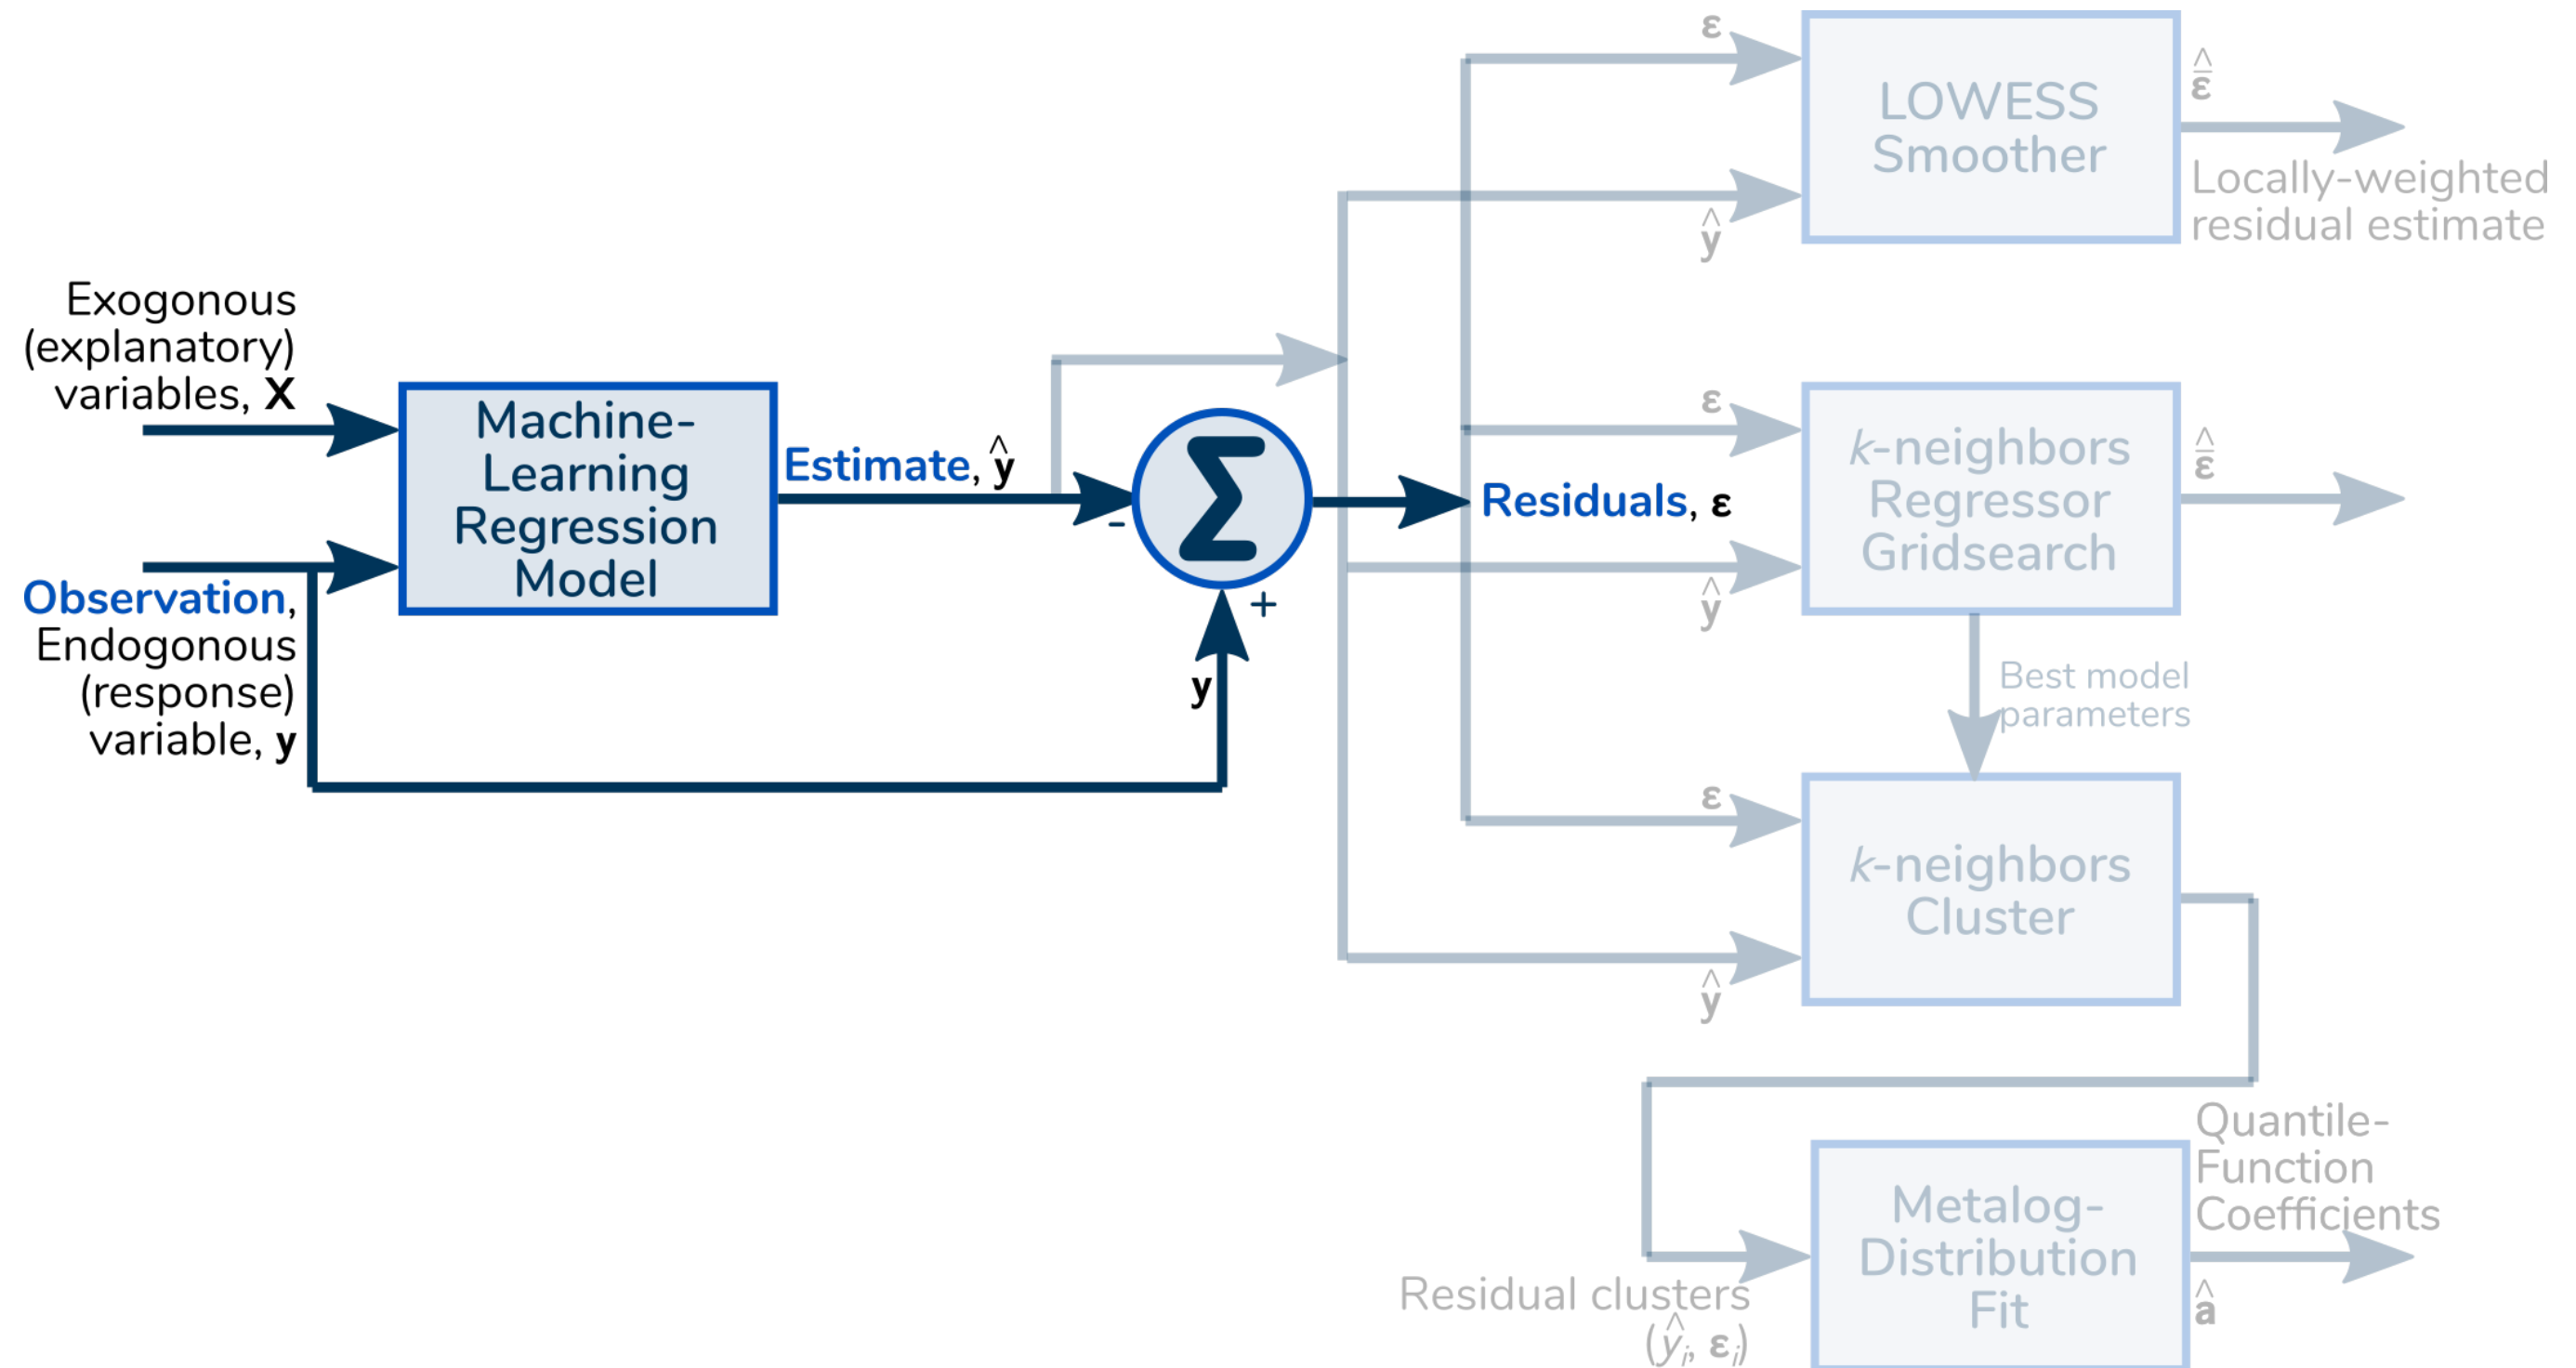 Exogonous
(explanatory)
variables, X
Observation,
Endogonous
(response)
variable, y
Machine-
Learning
Regression
Model
Estimate, ŷ
-
Σ
+
y
Residuals, ε
ε
ŷ
LOWESS
Smoother
ε̅̂
Locally-weighted
residual estimate
ε
ŷ
k-neighbors
Regressor
Gridsearch
ε̅̂
Best model
parameters
ε
ŷ
k-neighbors
Cluster
Residual clusters
(ŷᵢ, εᵢ)
Metalog-
Distribution
Fit
Quantile-
Function
Coefficients
â